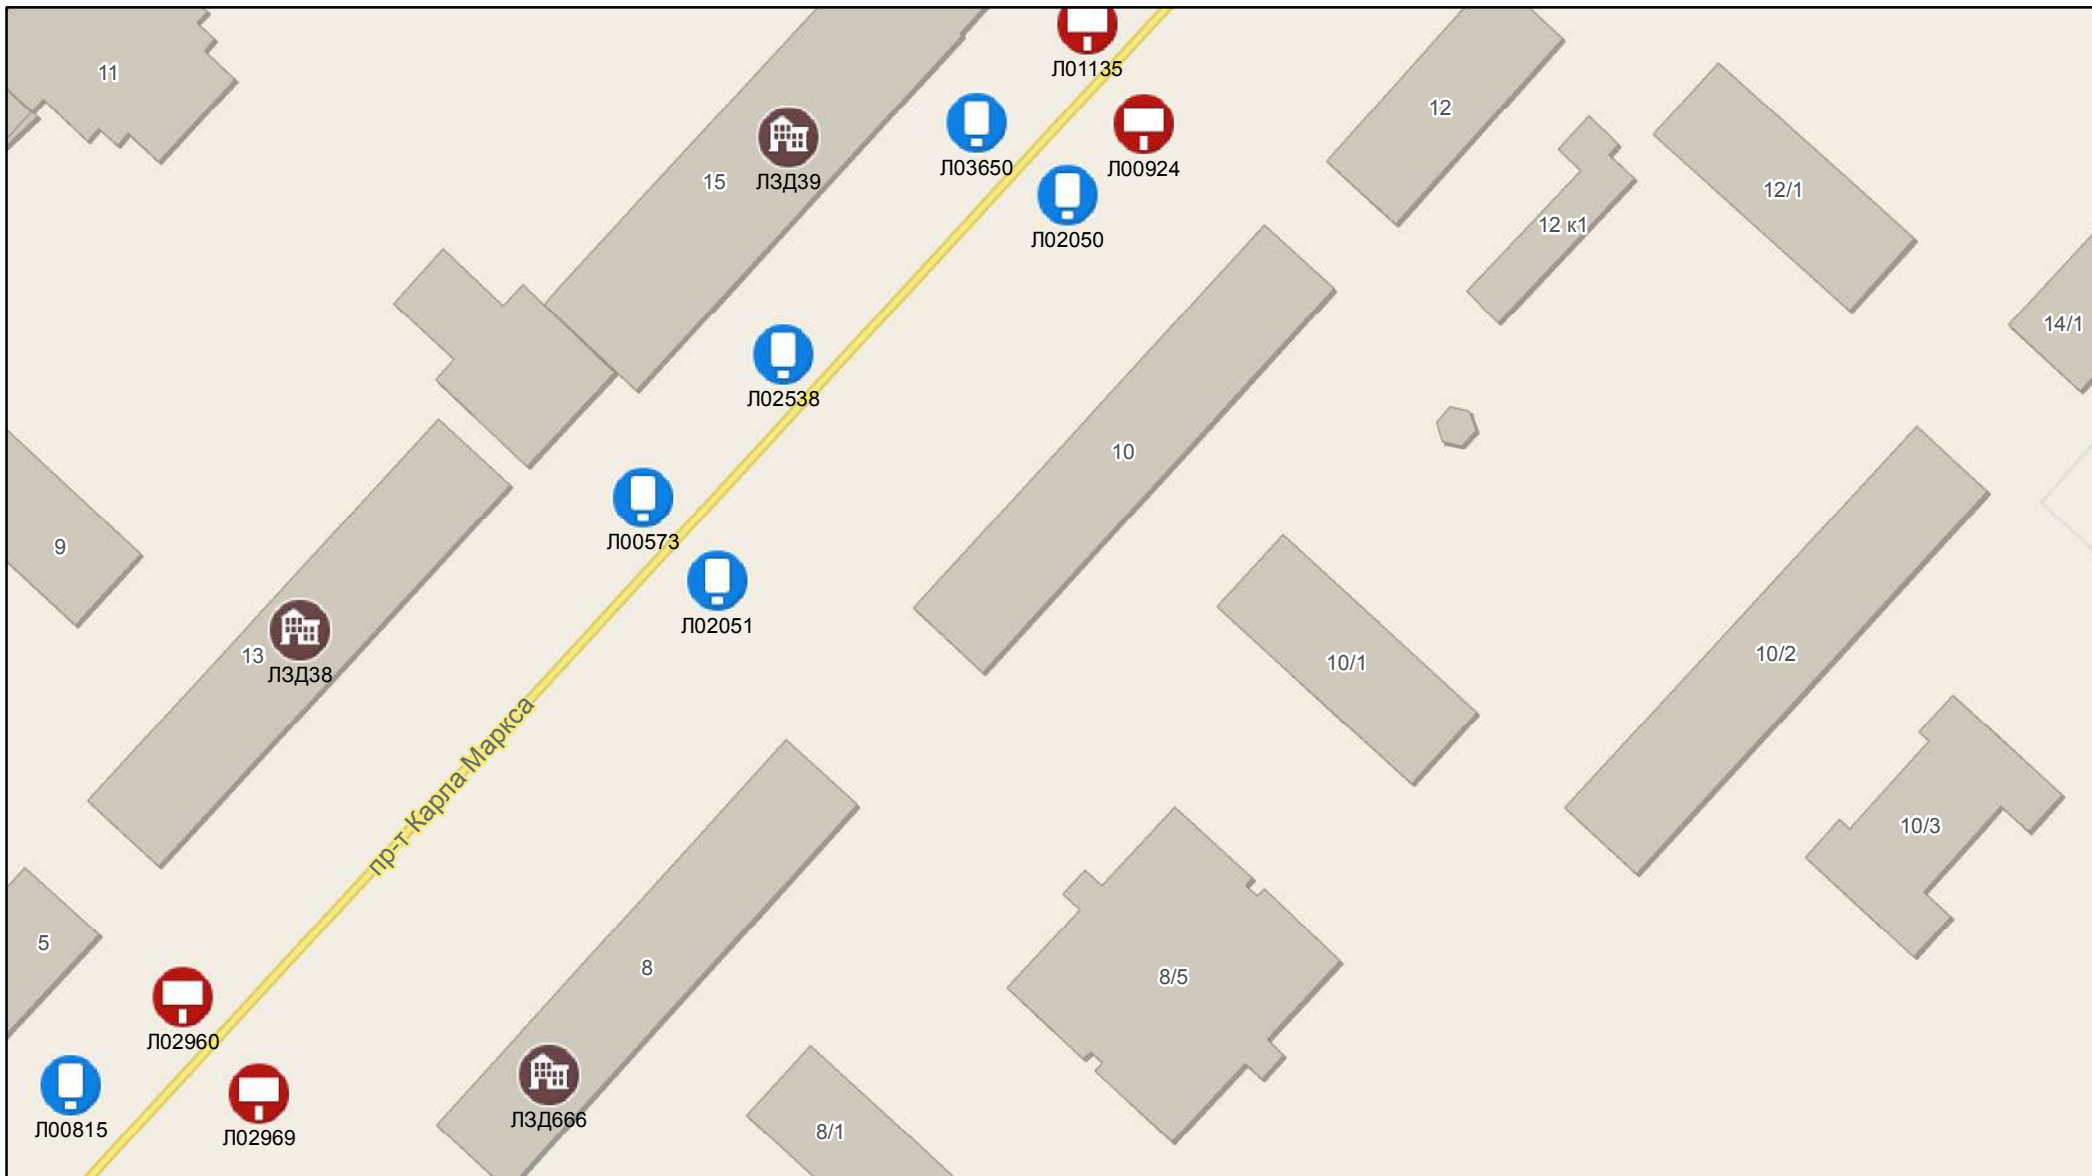 11
Л01135
12
Л03650
Л00924
15
ЛЗД39
12/1
12 к1
Л02050
14/1
Л02538
10
Л00573
9
Л02051
13
ЛЗД38
10/1
10/2
пр-т Карла Маркса
10/3
5
8
8/5
Л02960
ЛЗД666
Л00815
Л02969
8/1